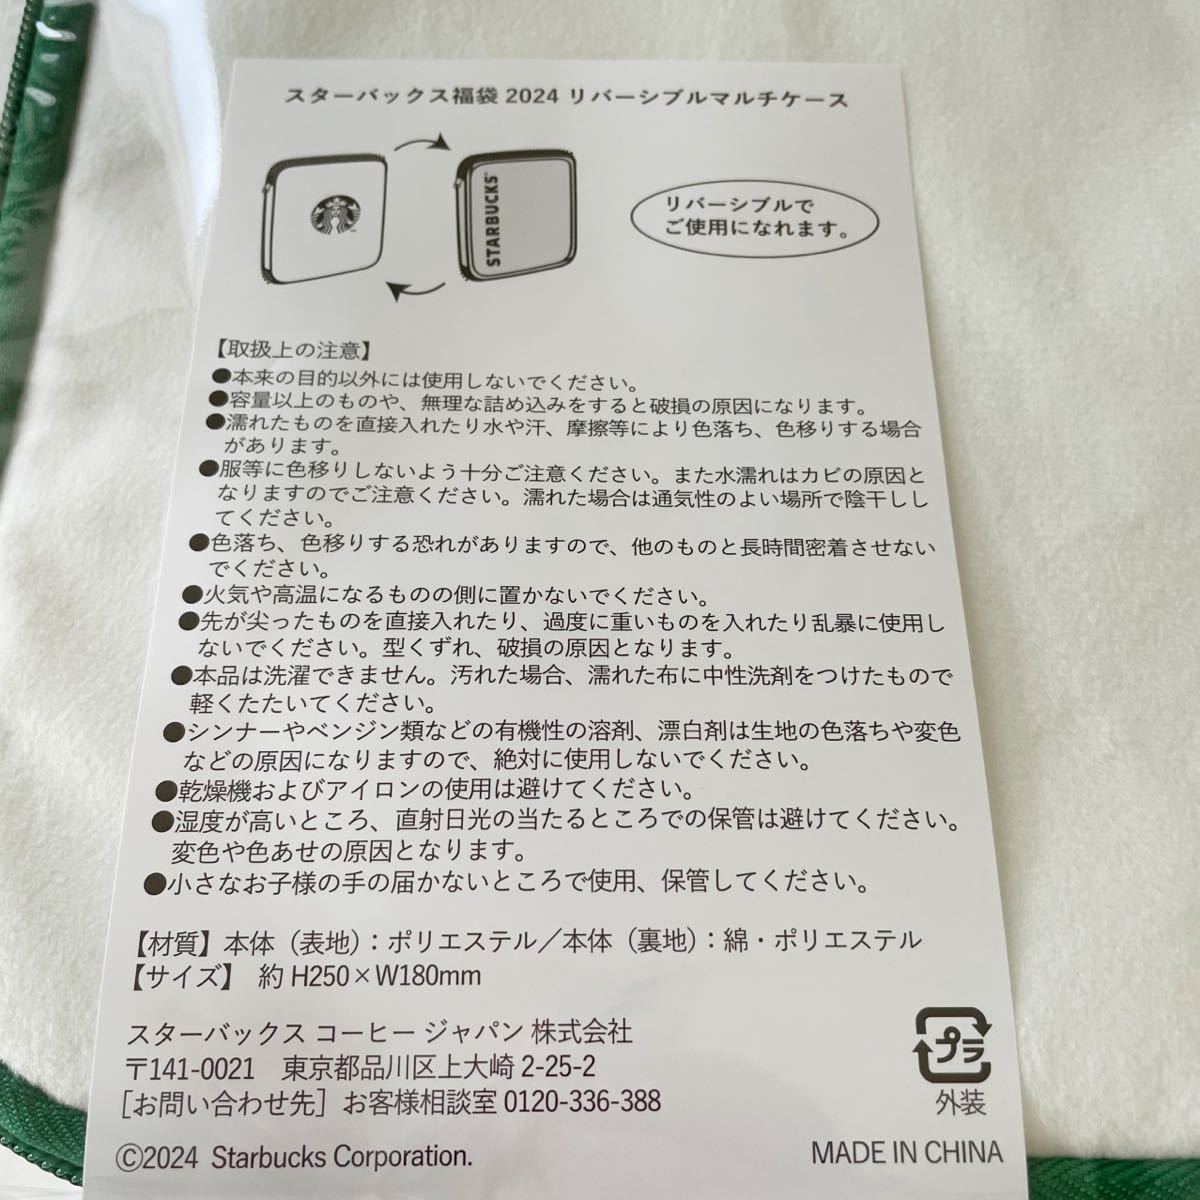 スターバックス福袋 2024 リバーシブルマルチケース
STARBUCKS
リバーシブルで
ご使用になれます。
【取扱上の注意】
●本来の目的以外には使用しないでください。
●容量以上のものや、無理な詰め込みをすると破損の原因になります。
●濡れたものを直接入れたり水や汗、摩擦等により色落ち、色移りする場合
があります。
●服等に色移りしないよう十分ご注意ください。また水濡れはカビの原因と
なりますのでご注意ください。濡れた場合は通気性のよい場所で陰干しし
てください。
●色落ち、色移りする恐れがありますので、他のものと長時間密着させない
でください。
●火気や高温になるものの側に置かないでください。
●先が尖ったものを直接入れたり、過度に重いものを入れたり乱暴に使用し
ないでください。型くずれ、破損の原因となります。
●本品は洗濯できません。汚れた場合、濡れた布に中性洗剤をつけたもので
軽くたたいてください。
●シンナーやベンジン類などの有機性の溶剤、漂白剤は生地の色落ちや変色
などの原因になりますので、絶対に使用しないでください。
●乾燥機およびアイロンの使用は避けてください。
●湿度が高いところ、直射日光の当たるところでの保管は避けてください。
変色や色あせの原因となります。
●小さなお子様の手の届かないところで使用、保管してください。
【材質】本体（表地）：ポリエステル／本体（裏地）：綿・ポリエステル
【サイズ】 約 H250×W180mm
スターバックス コーヒー ジャパン 株式会社
〒141-0021 東京都品川区上大崎 2-25-2
［お問い合わせ先］お客様相談室 0120-336-388
プラ
外装
©2024 Starbucks Corporation.
MADE IN CHINA